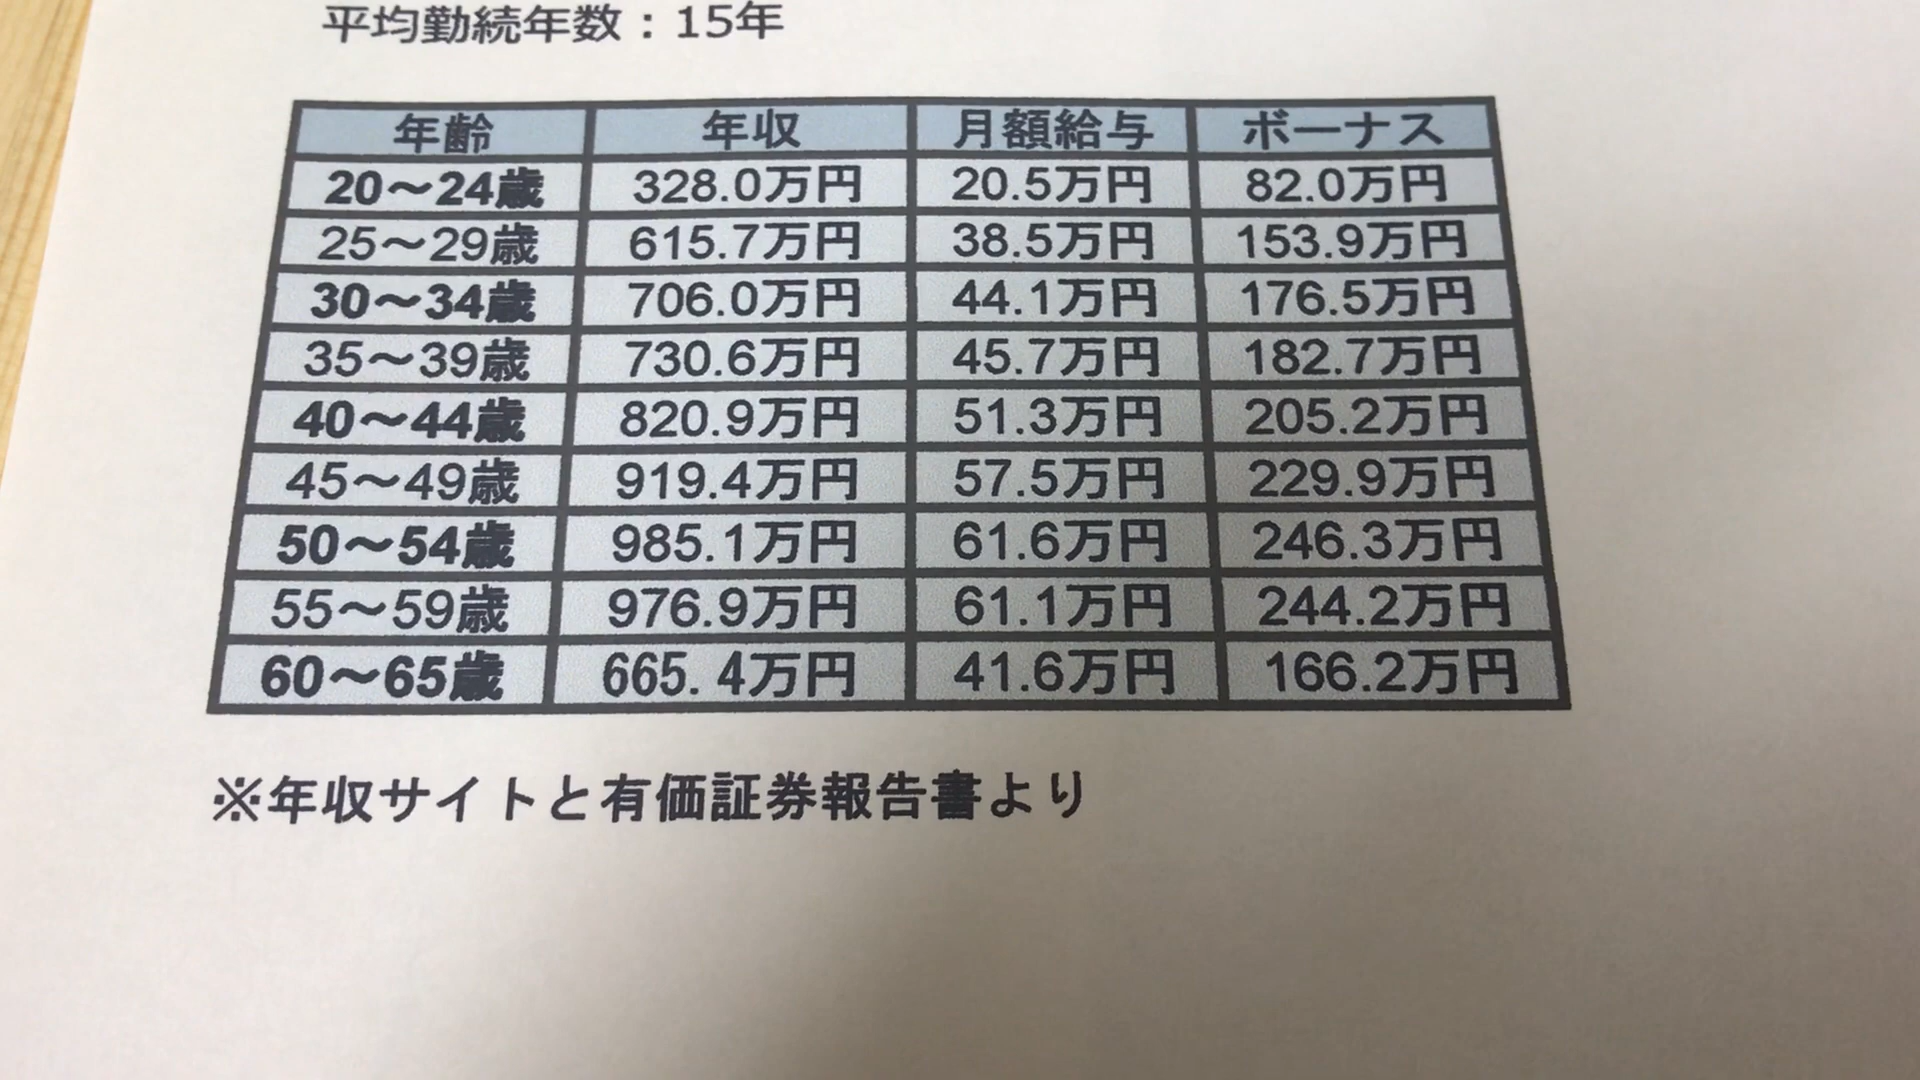 平均勤続年数：15年
年齢 年収 月額給与 ボーナス
20～24歳 328.0万円 20.5万円 82.0万円
25～29歳 615.7万円 38.5万円 153.9万円
30～34歳 706.0万円 44.1万円 176.5万円
35～39歳 730.6万円 45.7万円 182.7万円
40～44歳 820.9万円 51.3万円 205.2万円
45～49歳 919.4万円 57.5万円 229.9万円
50～54歳 985.1万円 61.6万円 246.3万円
55～59歳 976.9万円 61.1万円 244.2万円
60～65歳 665.4万円 41.6万円 166.2万円
※年収サイトと有価証券報告書より